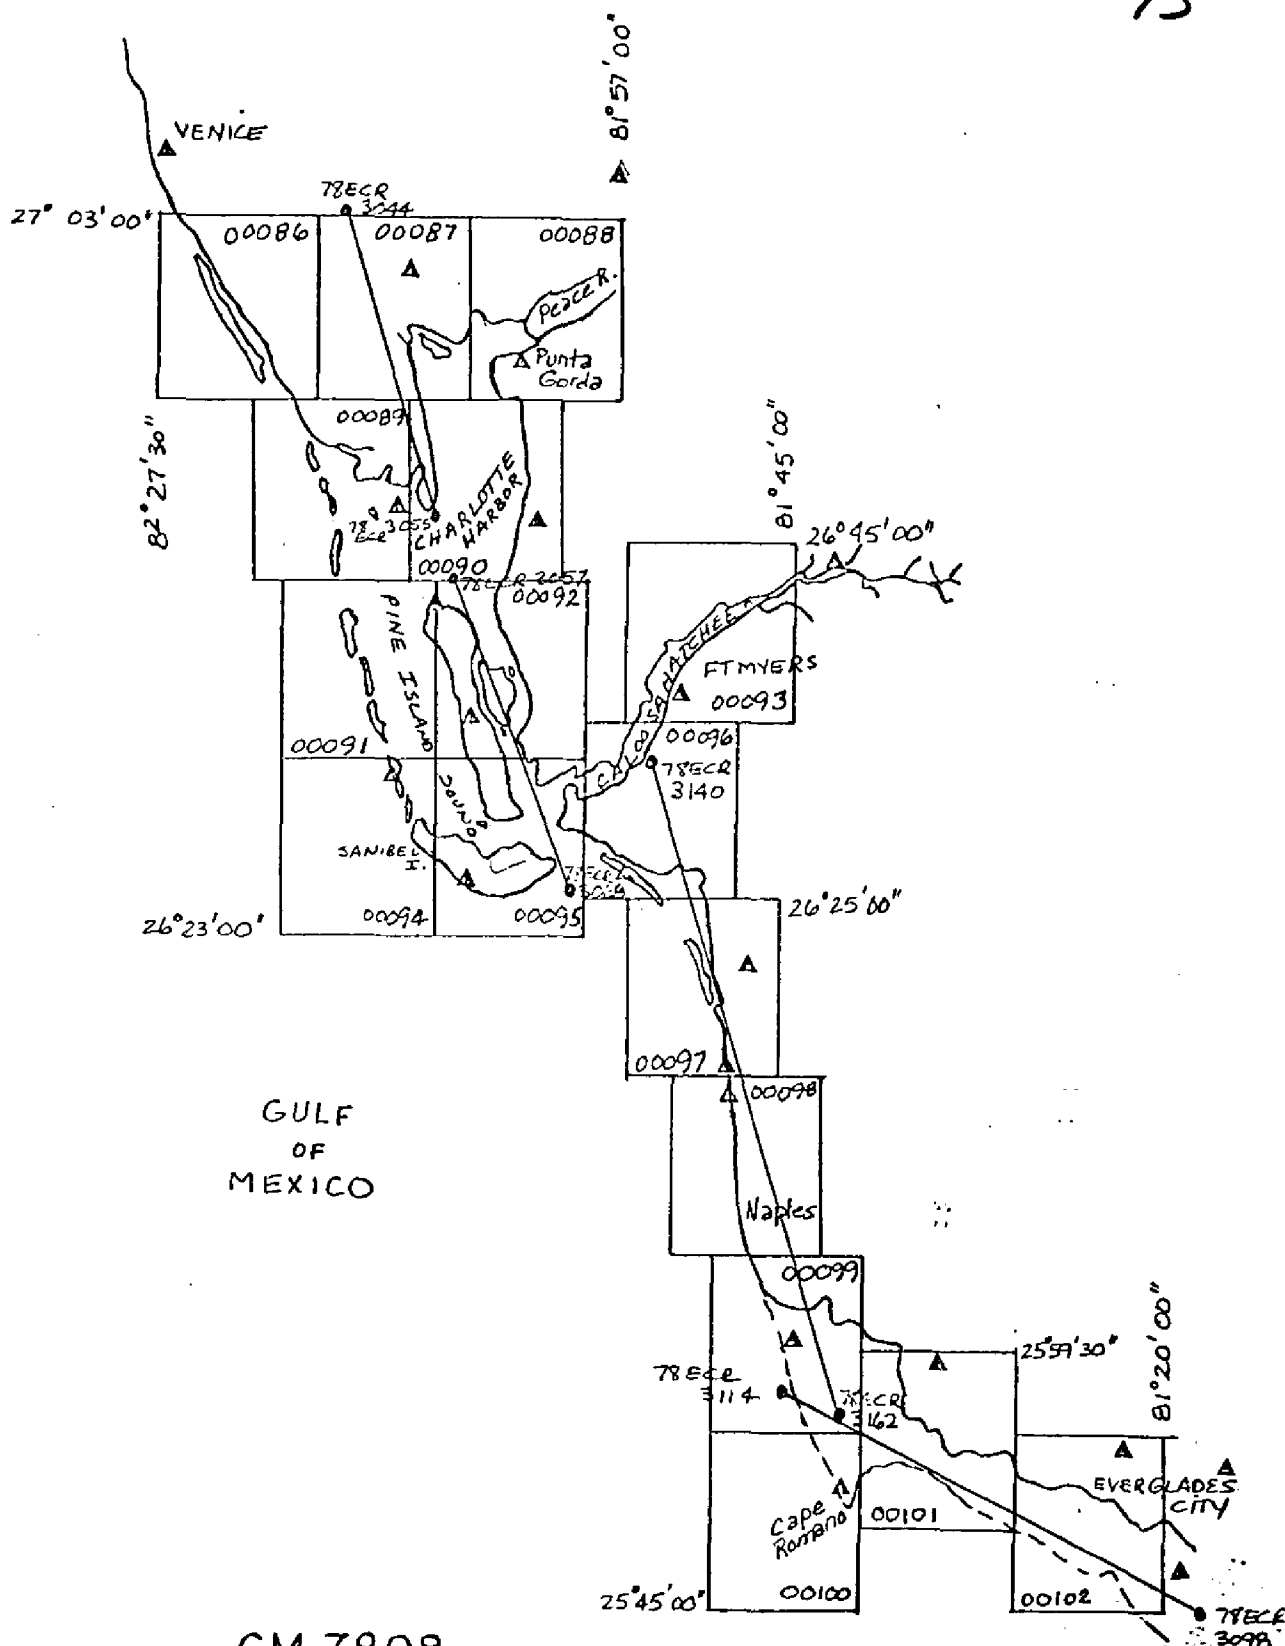 81°57'00"
VENICE
78ECR
3044
27° 03'00"
00086
00087
00088
Peace R.
Punta
Gorda
82°27'30"
00089
81°45'00"
CHARLOTTE
HARBOR
78
ECR 3055
26°45'00"
00090
78ECR
00092
PINE ISLAND
SOUND
FT MYERS
00093
00091
00096
78ECR
3140
SANIBEL
I.
26°23'00"
00094
00095
26°25'00"
00097
00098
GULF
OF
MEXICO
Naples
00099
25°59'30"
81°20'00"
78ECR
3114
78ECR
3162
EVERGLADES
CITY
Cape
Romano
00101
25°45'00"
00100
00102
78ECR
3098